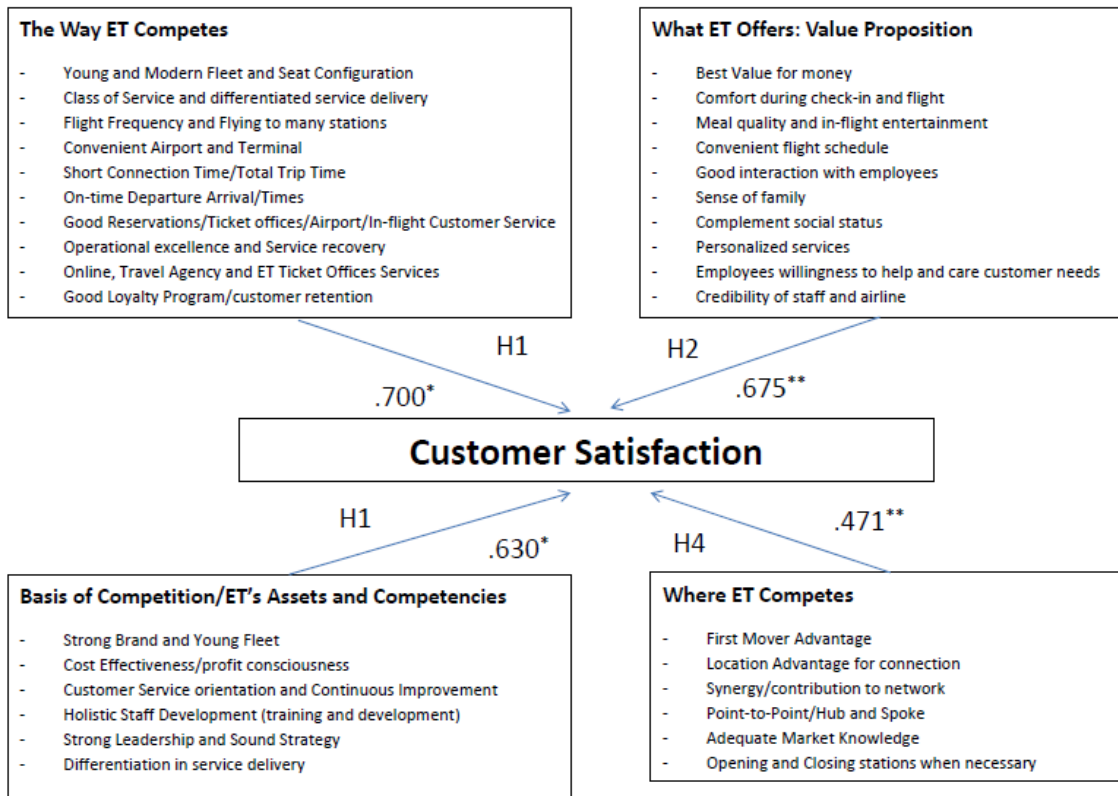 The Way ET Competes
- Young and Modern Fleet and Seat Configuration
- Class of Service and differentiated service delivery
- Flight Frequency and Flying to many stations
- Convenient Airport and Terminal
- Short Connection Time/Total Trip Time
- On-time Departure Arrival/Times
- Good Reservations/Ticket offices/Airport/In-flight Customer Service
- Operational excellence and Service recovery
- Online, Travel Agency and ET Ticket Offices Services
- Good Loyalty Program/customer retention
What ET Offers: Value Proposition
- Best Value for money
- Comfort during check-in and flight
- Meal quality and in-flight entertainment
- Convenient flight schedule
- Good interaction with employees
- Sense of family
- Complement social status
- Personalized services
- Employees willingness to help and care customer needs
- Credibility of staff and airline
H1
.700*
H2
.675**
Customer Satisfaction
H1
.630*
H4
.471**
Basis of Competition/ET's Assets and Competencies
- Strong Brand and Young Fleet
- Cost Effectiveness/profit consciousness
- Customer Service orientation and Continuous Improvement
- Holistic Staff Development (training and development)
- Strong Leadership and Sound Strategy
- Differentiation in service delivery
Where ET Competes
- First Mover Advantage
- Location Advantage for connection
- Synergy/contribution to network
- Point-to-Point/Hub and Spoke
- Adequate Market Knowledge
- Opening and Closing stations when necessary